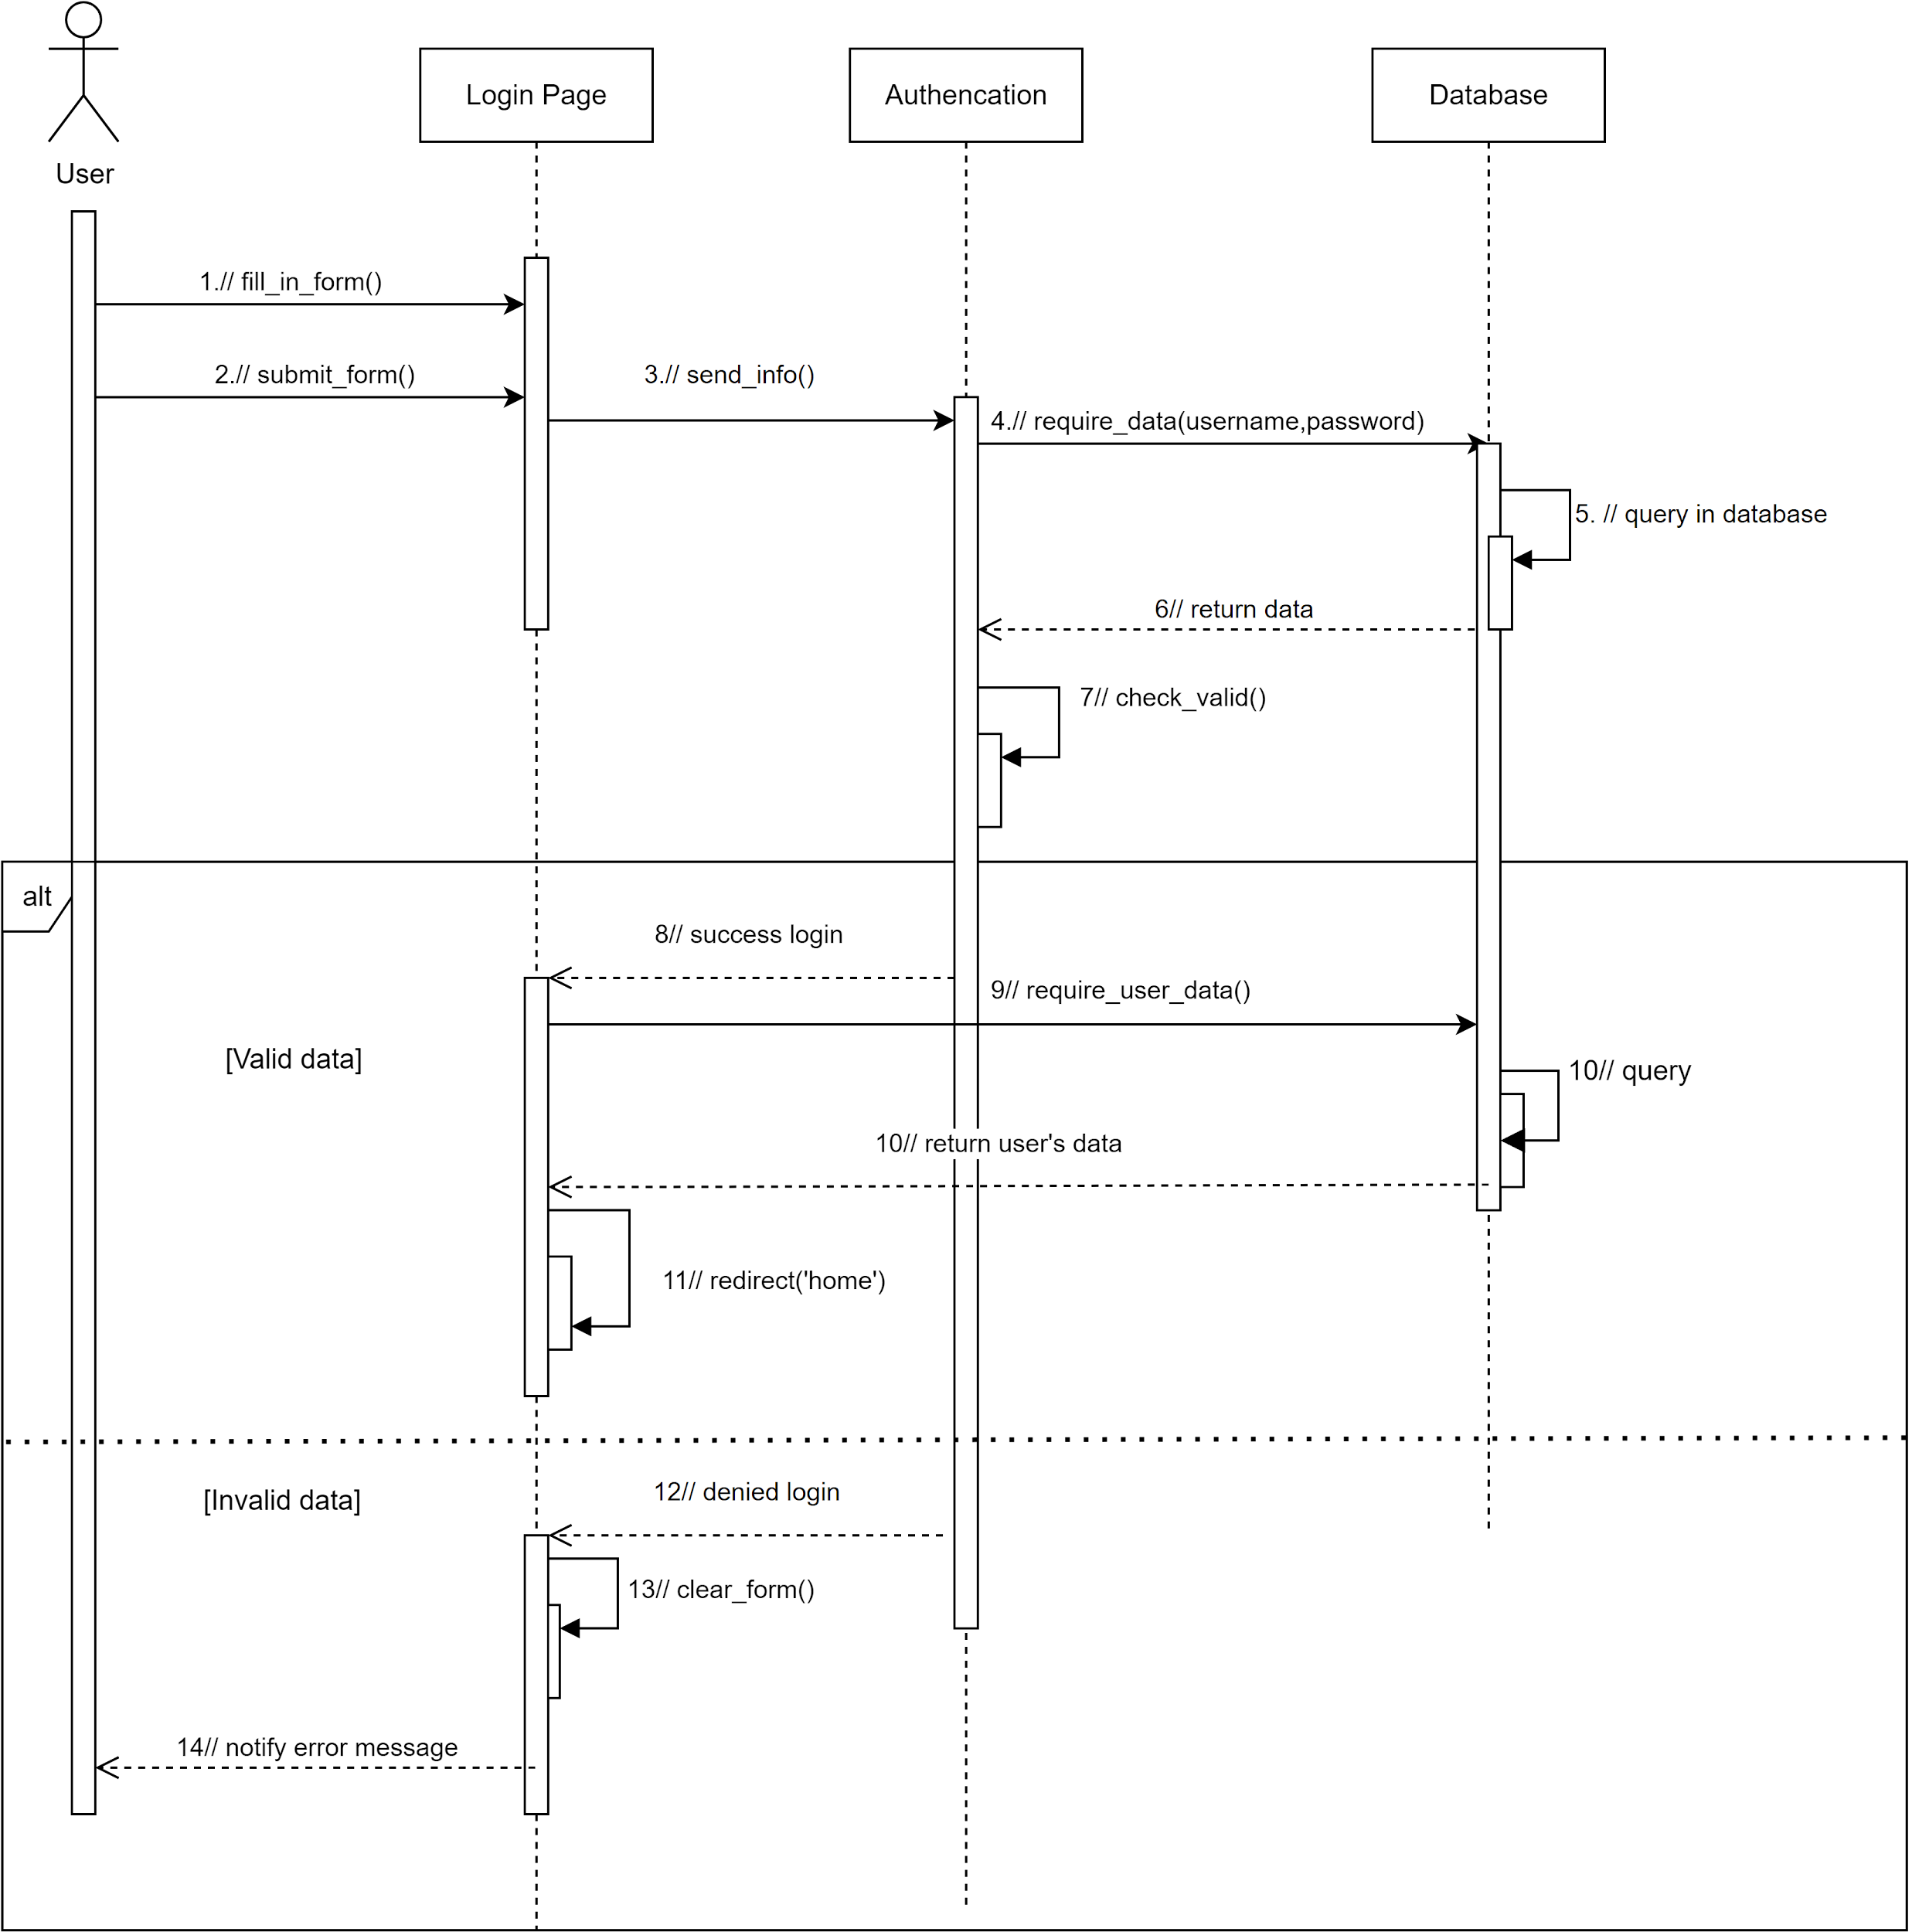 Login Page
Authencation
Database
User
1.// fill_in_form()
2.// submit_form()
3.// send_info()
4.// require_data(username,password)
5. // query in database
6// return data
7// check_valid()
alt
8// success login
9// require_user_data()
[Valid data]
10// query
10// return user's data
11// redirect('home')
[Invalid data]
12// denied login
13// clear_form()
14// notify error message